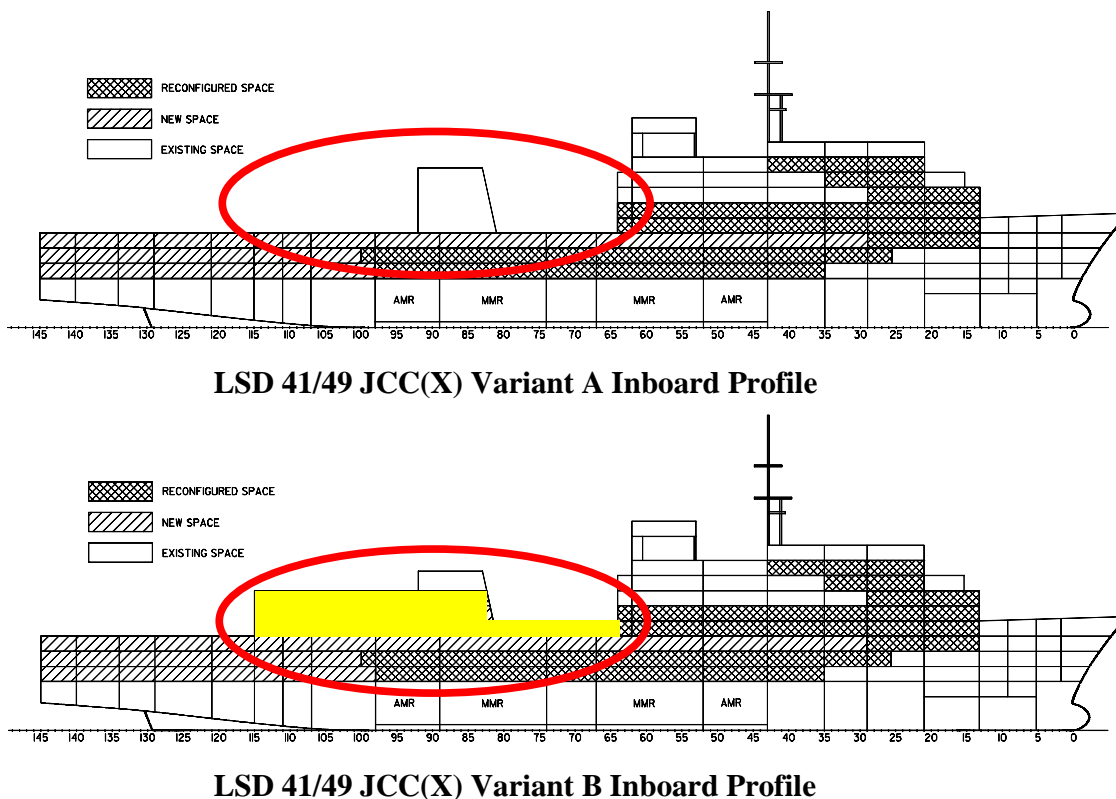 RECONFIGURED SPACE
NEW SPACE
EXISTING SPACE
AMR MMR MMR AMR
145 140 135 130 125 120 115 110 105 100 95 90 85 80 75 70 65 60 55 50 45 40 35 30 25 20 15 10 5 0
LSD 41/49 JCC(X) Variant A Inboard Profile
RECONFIGURED SPACE
NEW SPACE
EXISTING SPACE
AMR MMR MMR AMR
145 140 135 130 125 120 115 110 105 100 95 90 85 80 75 70 65 60 55 50 45 40 35 30 25 20 15 10 5 0
LSD 41/49 JCC(X) Variant B Inboard Profile